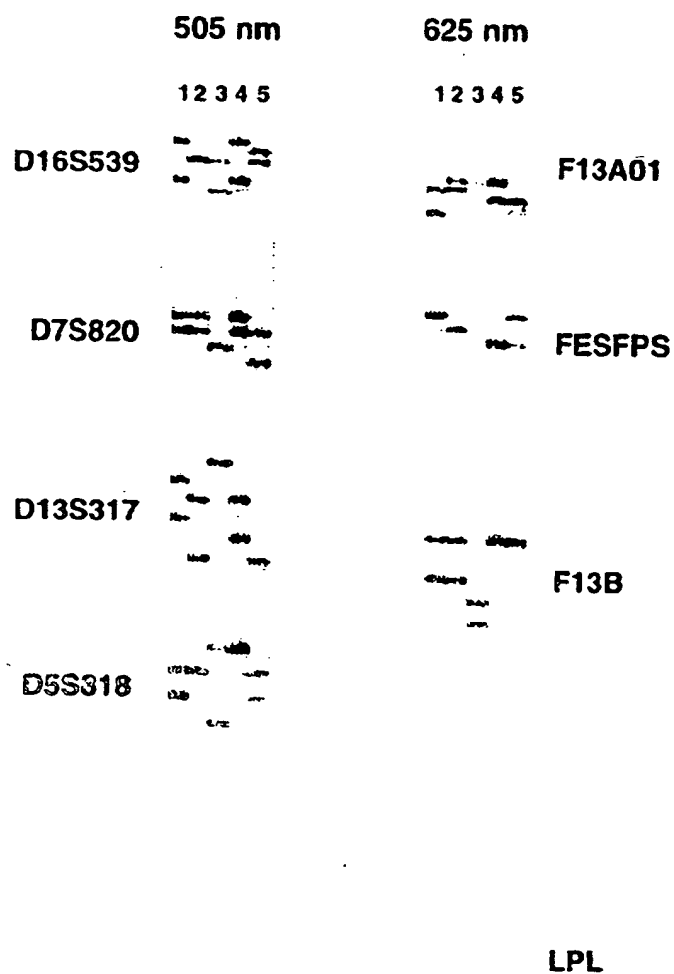 505 nm 625 nm
1 2 3 4 5 1 2 3 4 5
D16S539 F13A01
D7S820 FESFPS
D13S317
F13B
D5S318
LPL